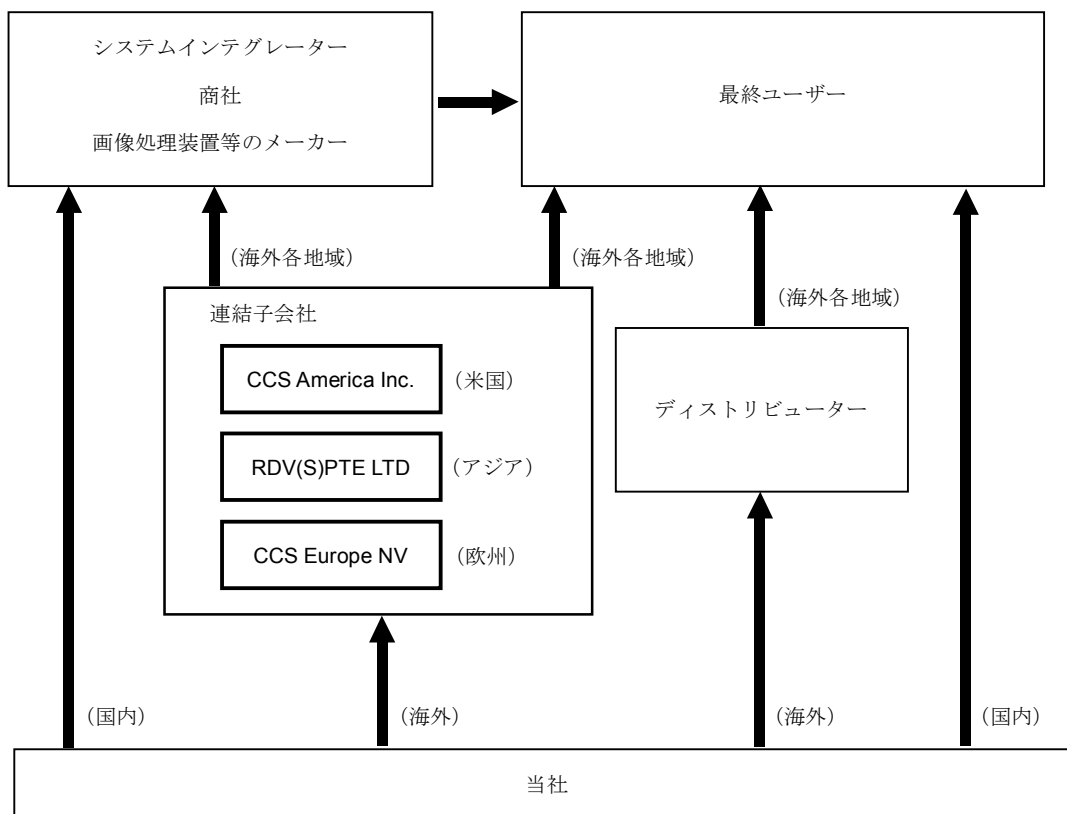 システムインテグレーター
商社
画像処理装置等のメーカー
最終ユーザー
（海外各地域）
（海外各地域）
（海外各地域）
連結子会社
CCS America Inc.
（米国）
RDV(S)PTE LTD
（アジア）
CCS Europe NV
（欧州）
ディストリビューター
（国内）
（海外）
（海外）
（国内）
当社